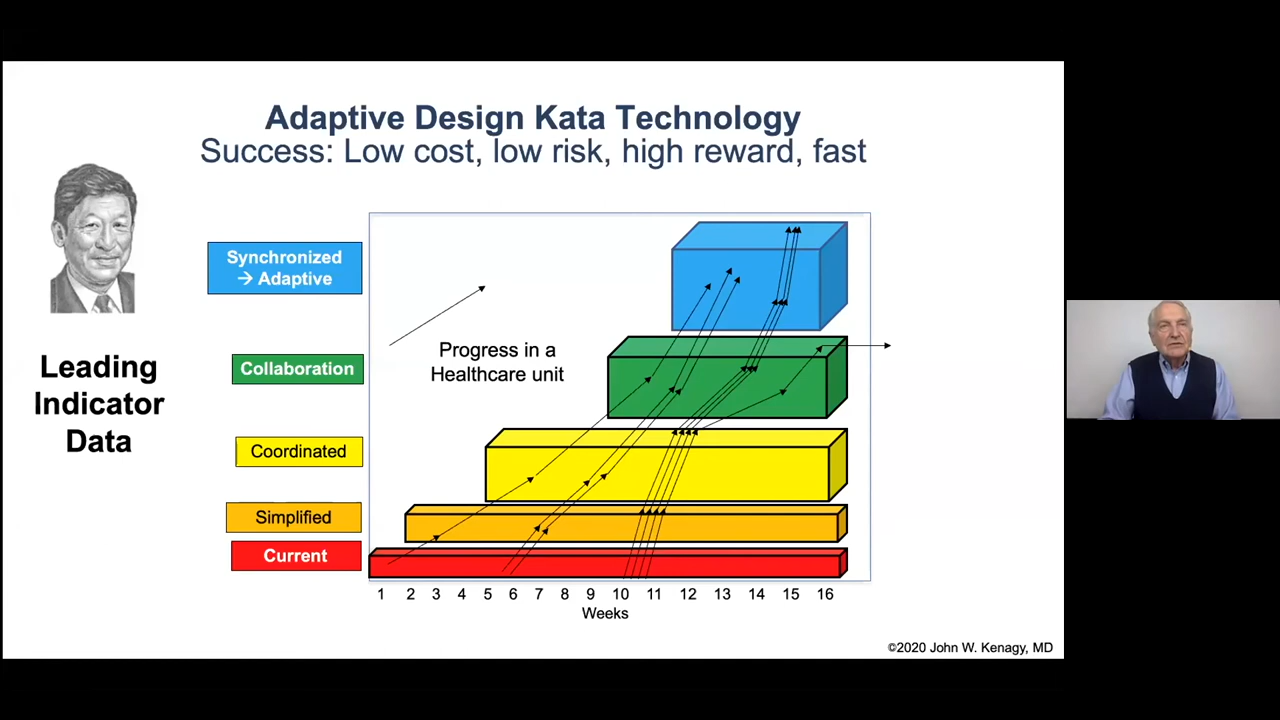 Adaptive Design Kata Technology
Success: Low cost, low risk, high reward, fast
Leading
Indicator
Data
Synchronized
→ Adaptive
Collaboration
Coordinated
Simplified
Current
Progress in a
Healthcare unit
1 2 3 4 5 6 7 8 9 10 11 12 13 14 15 16
Weeks
©2020 John W. Kenagy, MD